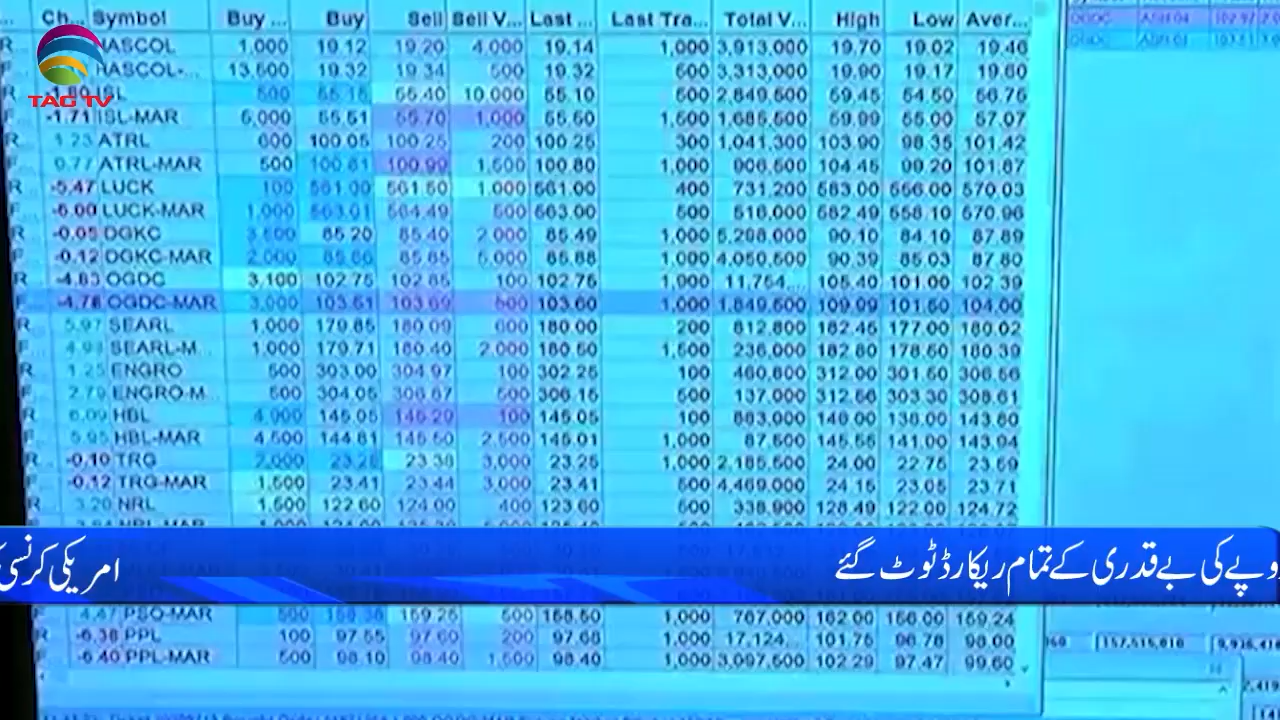 Ch... Symbol Buy ... Buy Sell Sell V... Last ... Last Tra... Total V... High Low Aver...
TAG TV
R HASCOL 1,000 19.12 19.20 4,000 19.14 1,000 3,913,000 19.70 19.02 19.46
HASCOL-... 13,500 19.32 19.34 500 19.32 500 3,313,000 19.90 19.17 19.60
R ISL 500 55.15 55.40 10,000 55.10 500 2,849,500 59.45 54.50 56.75
F... -1.71 ISL-MAR 5,000 55.51 55.70 1,000 55.50 1,500 1,685,500 59.99 55.00 57.07
R 1.23 ATRL 600 100.05 100.25 200 100.25 300 1,041,300 103.90 98.35 101.42
F... 0.77 ATRL-MAR 500 100.61 100.99 1,500 100.80 1,000 906,500 104.45 99.20 101.87
R -5.47 LUCK 100 561.00 561.50 1,000 561.00 400 731,200 583.00 556.00 570.03
F... -5.00 LUCK-MAR 1,000 563.01 564.49 500 563.00 500 516,000 582.49 558.10 570.96
R -0.05 DGKC 3,500 85.20 85.40 2,000 85.49 1,000 5,298,000 90.10 84.10 87.89
F... -0.12 DGKC-MAR 2,000 85.66 85.85 5,000 85.88 1,000 4,050,500 90.39 85.03 87.80
R -4.83 OGDC 3,100 102.75 102.85 100 102.75 1,000 11,754,... 105.40 101.00 102.39
F... -4.78 OGDC-MAR 3,000 103.51 103.69 500 103.60 1,000 1,849,500 109.99 101.50 104.00
R 5.97 SEARL 1,000 179.85 180.09 600 180.00 200 812,800 182.45 177.00 180.02
F... 4.93 SEARL-M... 1,000 179.71 180.40 2,000 180.50 1,500 236,000 182.80 178.50 180.39
R 1.25 ENGRO 500 303.00 304.97 100 302.25 100 460,800 312.00 301.50 306.56
F... 2.79 ENGRO-M... 500 304.05 306.67 500 306.15 500 137,000 312.56 303.30 308.61
R 6.09 HBL 4,900 145.05 145.20 100 145.05 100 883,000 146.00 138.00 143.80
F... 5.95 HBL-MAR 4,500 144.81 145.50 2,500 145.01 1,000 87,500 145.55 141.00 143.94
R -0.10 TRG 2,000 23.25 23.38 3,000 23.25 1,000 2,185,500 24.00 22.75 23.59
F... -0.12 TRG-MAR 1,500 23.41 23.44 3,000 23.41 500 4,469,000 24.15 23.05 23.71
R 3.20 NRL 1,500 122.60 124.00 400 123.60 500 338,900 128.49 122.00 124.72
وپے کی بے قدری کے تمام ریکارڈ ٹوٹ گئے امریکی کرنسی
F 4.47 PSO-MAR 500 158.36 159.25 500 158.50 1,000 767,000 162.00 156.00 159.24
R -6.38 PPL 100 97.55 97.60 200 97.68 1,000 17,124,... 101.75 96.78 98.00
F -6.40 PPL-MAR 500 98.10 98.40 1,500 98.40 1,000 3,097,500 102.29 97.47 99.60